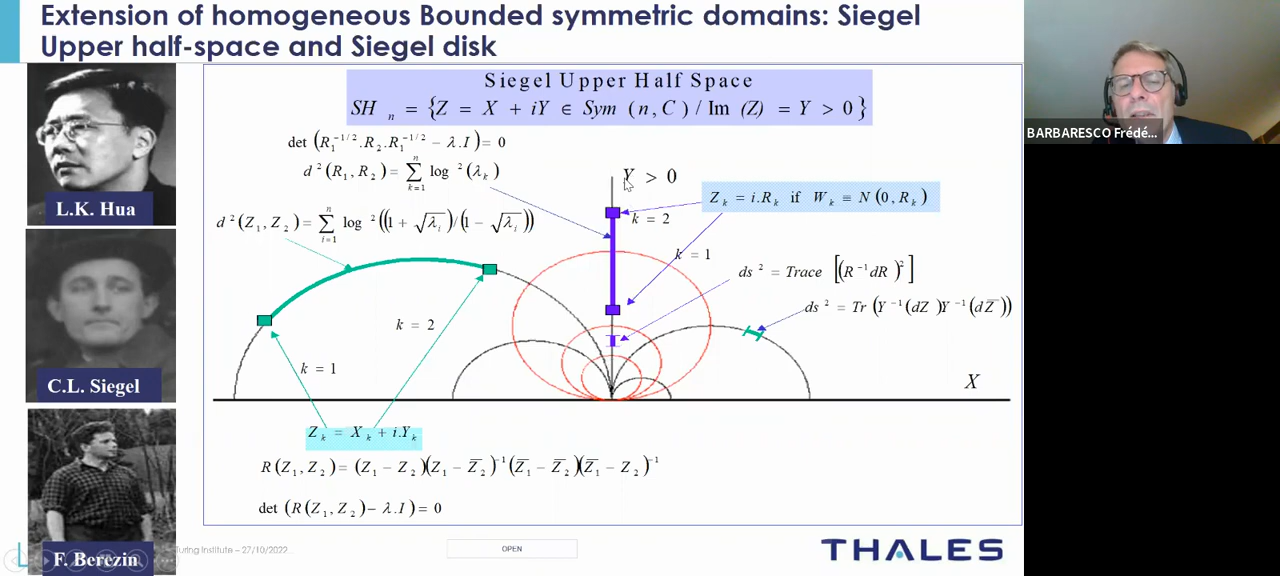 Extension of homogeneous Bounded symmetric domains: Siegel
Upper half-space and Siegel disk
BARBARESCO Frédé...
L.K. Hua
C.L. Siegel
F. Berezin
Siegel Upper Half Space
SH_n = {Z = X + iY ∈ Sym (n, C) / Im (Z) = Y > 0}
det (R_1^{-1/2}.R_2.R_1^{-1/2} − λ.I) = 0
d^2 (R_1, R_2) = ∑_{k=1}^{n} log^2 (λ_k)
d^2 (Z_1, Z_2) = ∑_{i=1}^{n} log^2 ((1 + √λ_i)/(1 − √λ_i))
Y > 0
Z_k = i.R_k if W_k ≡ N (0, R_k)
k = 2
k = 1
ds^2 = Trace [(R^{-1}dR)^2]
ds^2 = Tr (Y^{-1}(dZ)Y^{-1}(dZ̅))
k = 2
k = 1
X
Z_k = X_k + i.Y_k
R (Z_1, Z_2) = (Z_1 − Z_2)(Z_1 − Z̅_2)^{-1}(Z̅_1 − Z̅_2)(Z̅_1 − Z_2)^{-1}
det (R (Z_1, Z_2) − λ.I) = 0
Turing Institute – 27/10/2022
OPEN
THALES